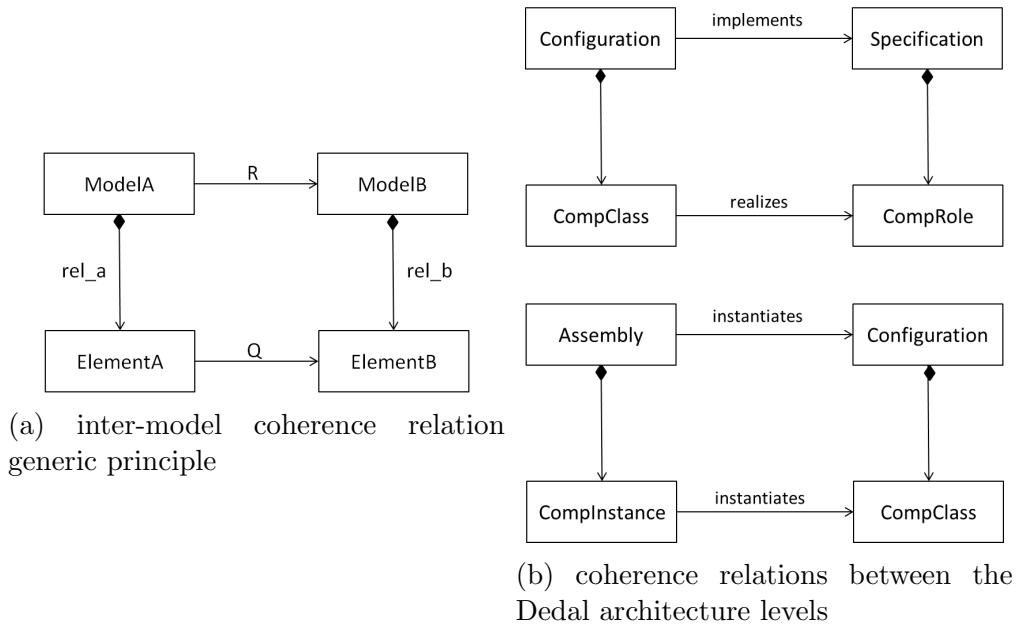 ModelA
R
ModelB
rel_a
rel_b
ElementA
Q
ElementB
(a) inter-model coherence relation
generic principle
Configuration
implements
Specification
CompClass
realizes
CompRole
Assembly
instantiates
Configuration
CompInstance
instantiates
CompClass
(b) coherence relations between the
Dedal architecture levels